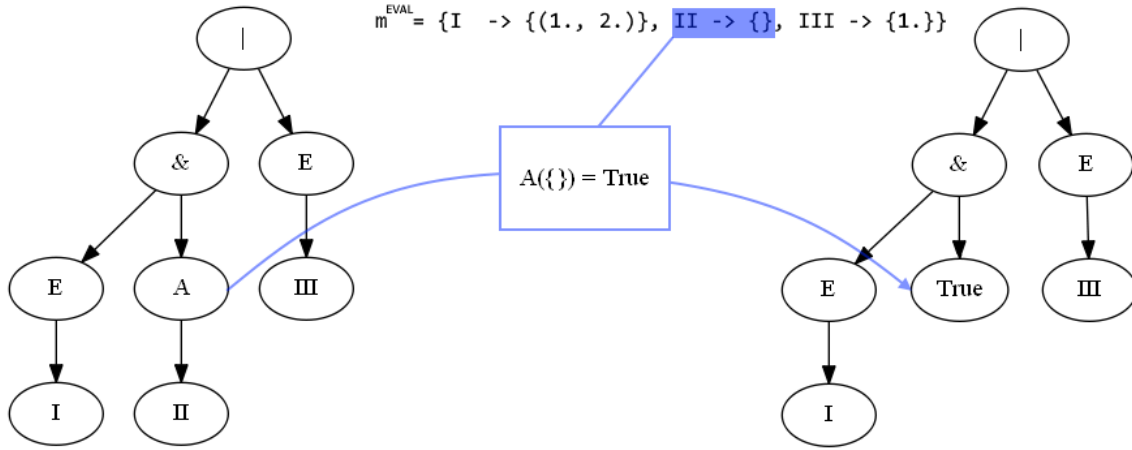 m^EVAL = {I -> {(1., 2.)}, II -> {}, III -> {1.}}
|
&
E
E
A
III
I
II
A({}) = True
|
&
E
E
True
III
I